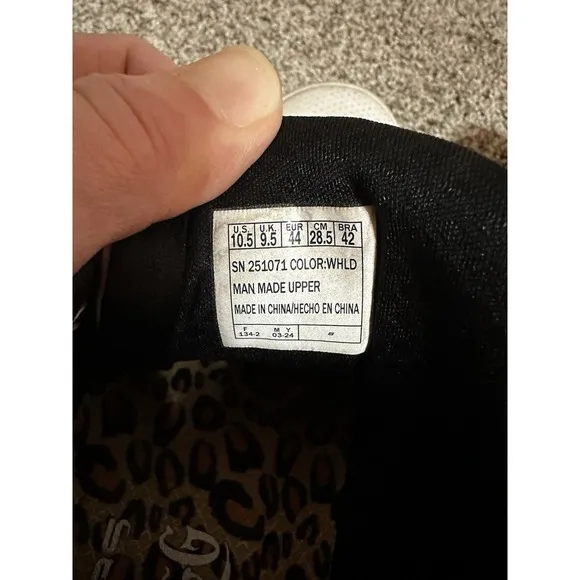 U.S. U.K. EUR CM BRA
10.5 9.5 44 28.5 42
SN 251071 COLOR:WHLD
MAN MADE UPPER
MADE IN CHINA/HECHO EN CHINA
F M Y
134-2 03-24